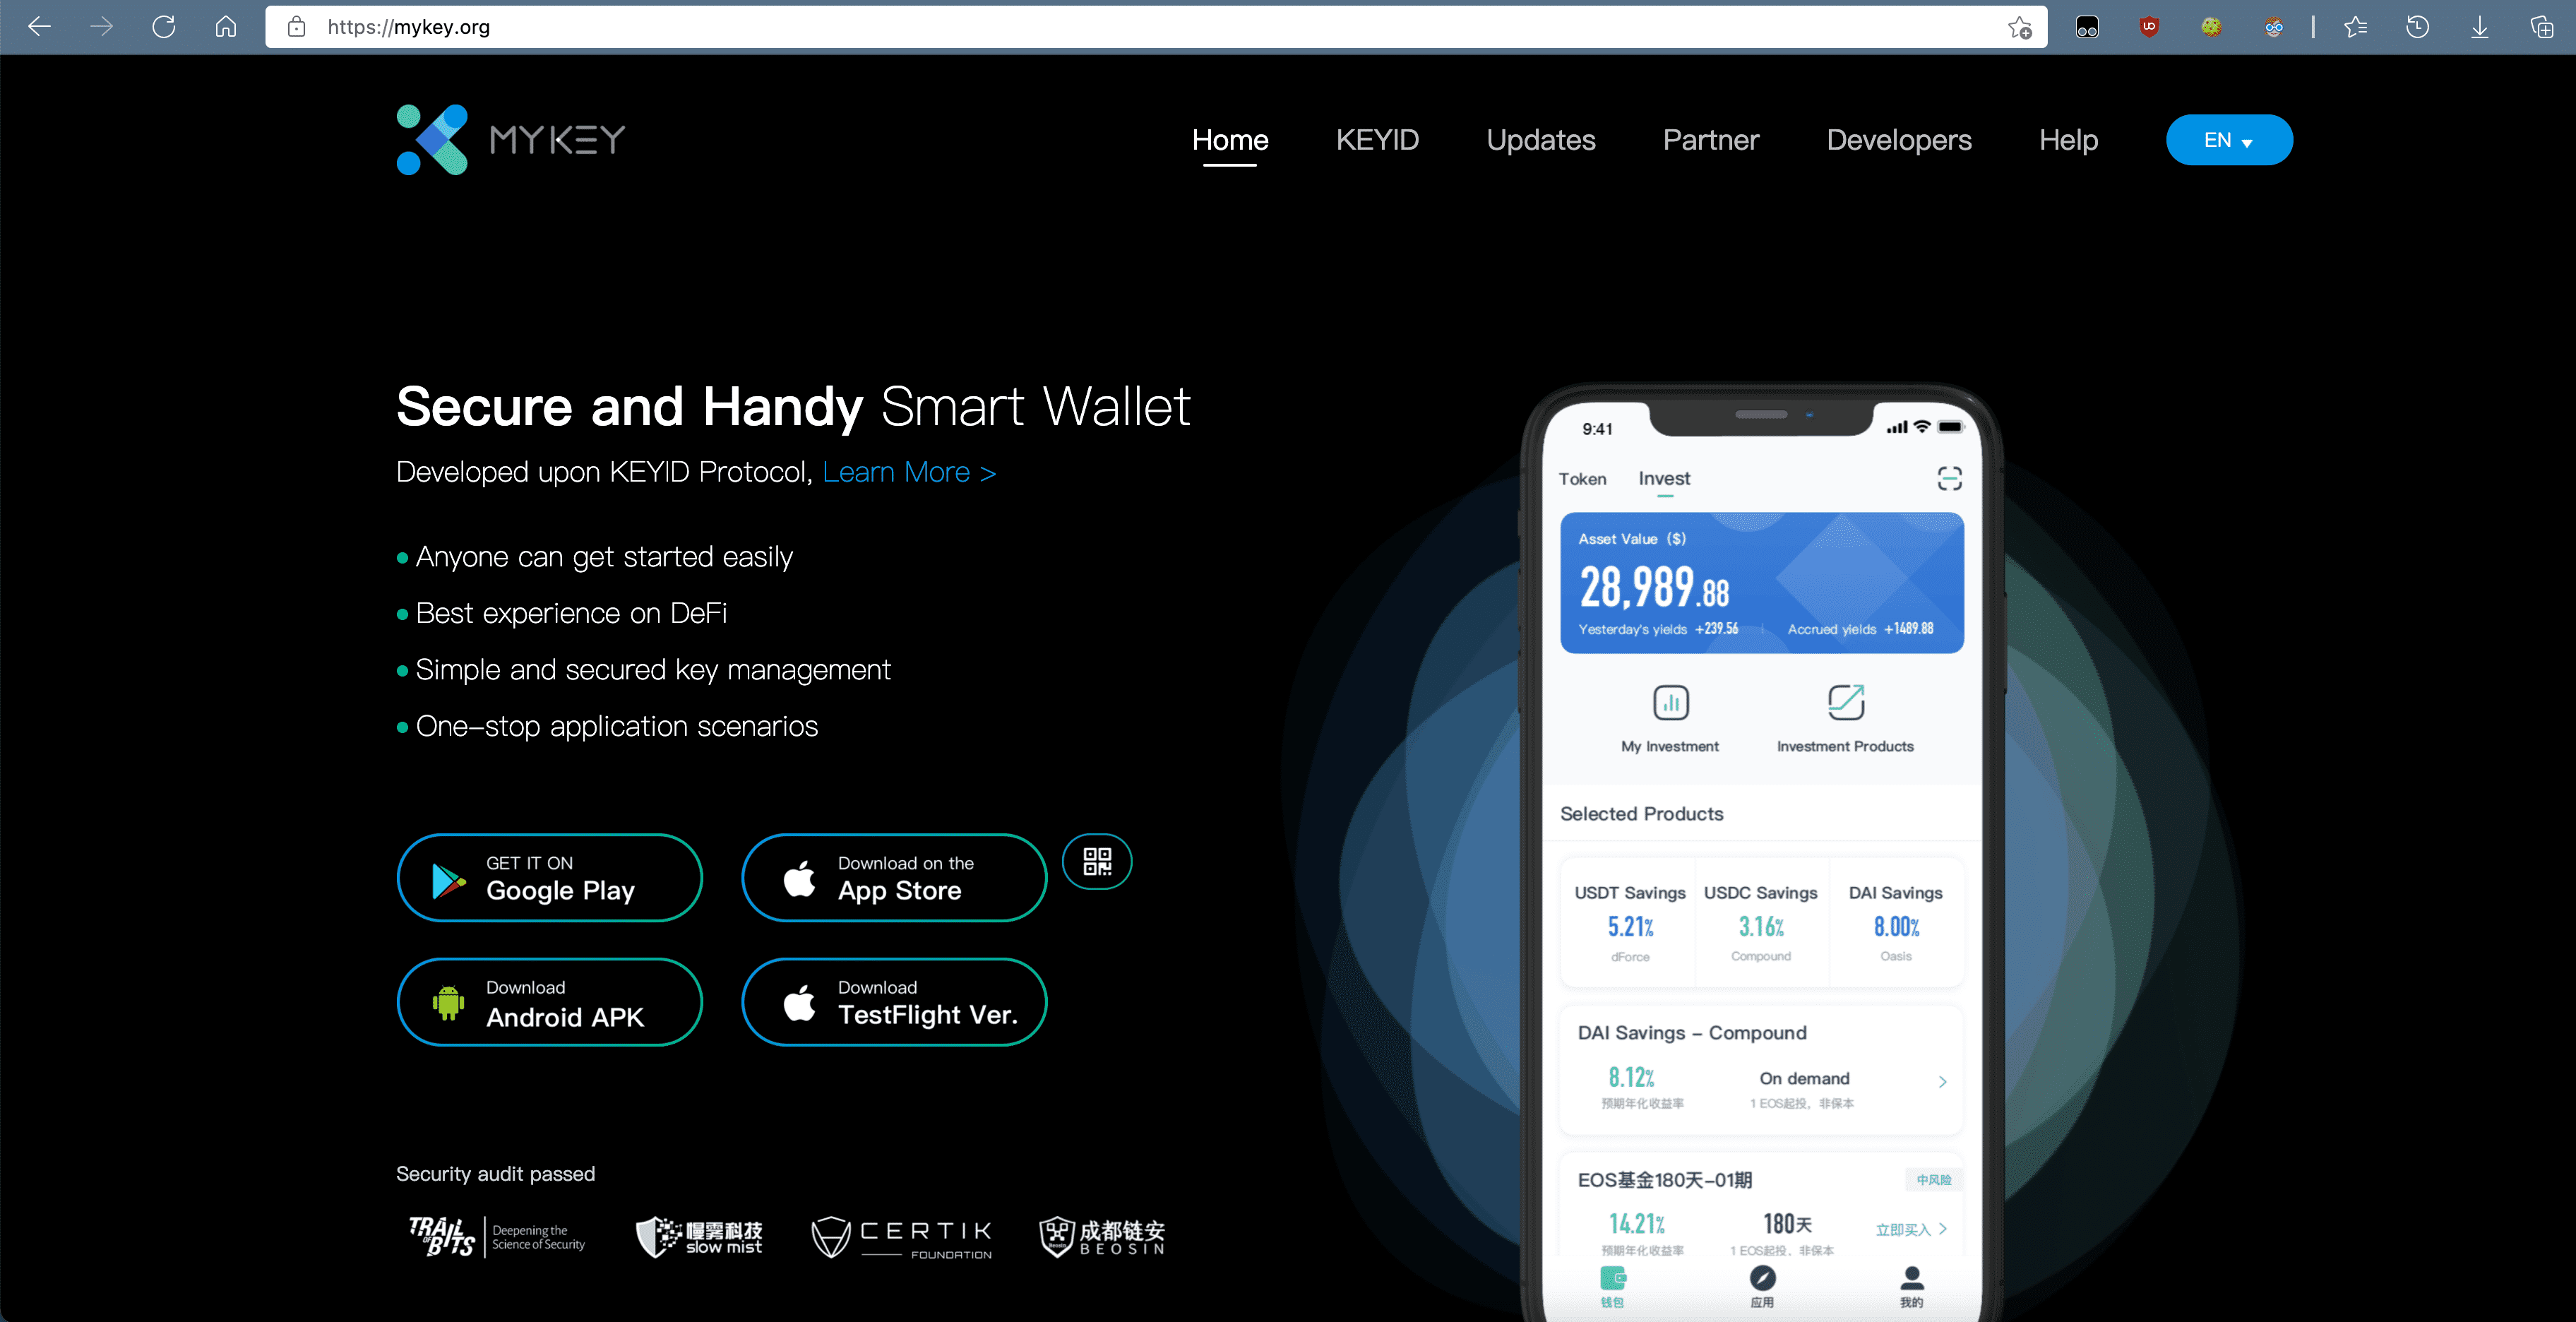 https://mykey.org
MYKEY
Home
KEYID
Updates
Partner
Developers
Help
EN
Secure and Handy Smart Wallet
Developed upon KEYID Protocol, Learn More >
Anyone can get started easily
Best experience on DeFi
Simple and secured key management
One-stop application scenarios
GET IT ON
Google Play
Download on the
App Store
Download
Android APK
Download
TestFlight Ver.
Security audit passed
TRAIL OF BITS
Deepening the
Science of Security
慢雾科技
slow mist
CERTIK
FOUNDATION
成都链安
BEOSIN
9:41
Token
Invest
Asset Value ($)
28,989.88
Yesterday's yields +239.56
Accrued yields +1489.88
My Investment
Investment Products
Selected Products
USDT Savings
5.21%
dForce
USDC Savings
3.16%
Compound
DAI Savings
8.00%
Oasis
DAI Savings - Compound
8.12%
预期年化收益率
On demand
1 EOS起投，非保本
EOS基金180天-01期
中风险
14.21%
预期年化收益率
180天
1 EOS起投、非保本
立即买入
钱包
应用
我的